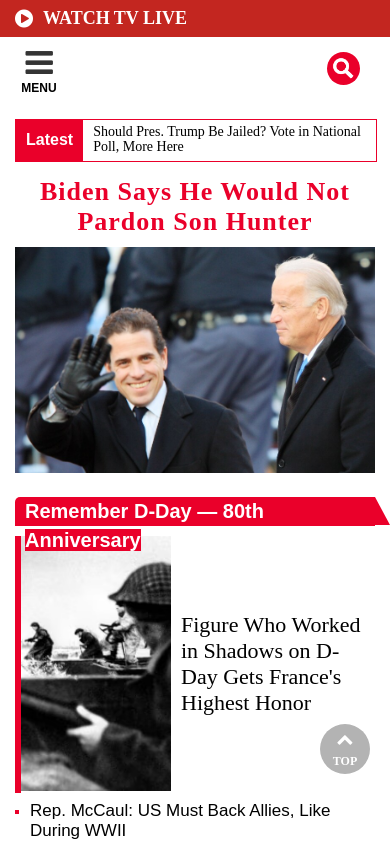 WATCH TV LIVE
MENU
Latest
Should Pres. Trump Be Jailed? Vote in National
Poll, More Here
Biden Says He Would Not
Pardon Son Hunter
Remember D-Day — 80th
Anniversary
Figure Who Worked
in Shadows on D-
Day Gets France's
Highest Honor
TOP
Rep. McCaul: US Must Back Allies, Like
During WWII